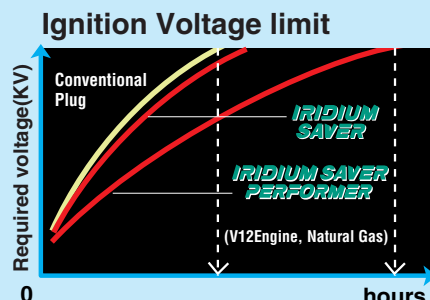 Ignition Voltage limit
Required voltage(KV)
Conventional
Plug
IRIDIUM
SAVER
IRIDIUM SAVER
PERFORMER
(V12Engine, Natural Gas)
0
hours